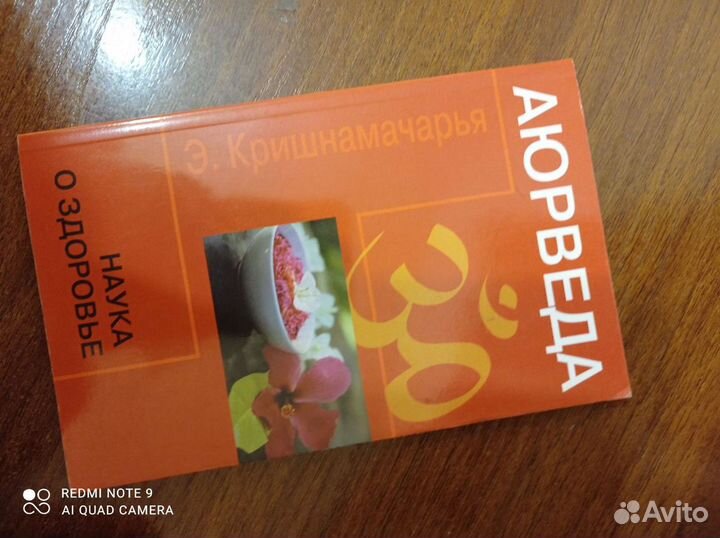 АЮРВЕДА
Э. Кришнамачарья
НАУКА
О ЗДОРОВЬЕ
REDMI NOTE 9
AI QUAD CAMERA
Avito